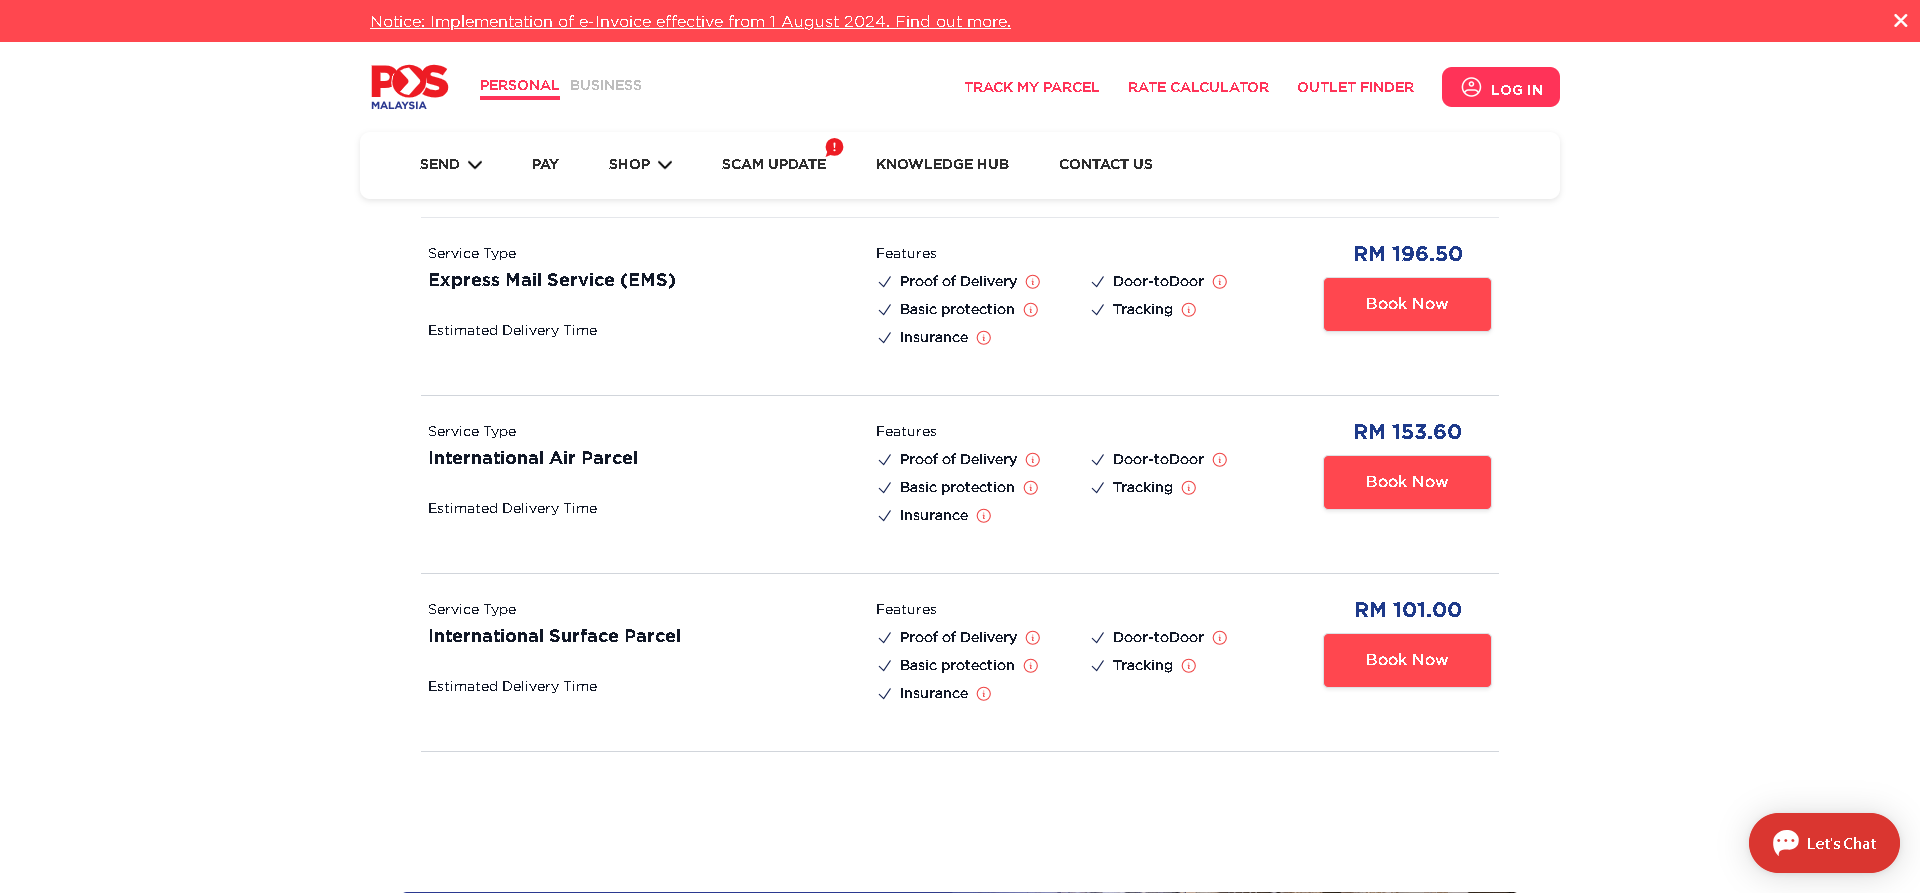 Notice: Implementation of e-Invoice effective from 1 August 2024. Find out more.
POS
MALAYSIA
PERSONAL BUSINESS
TRACK MY PARCEL RATE CALCULATOR OUTLET FINDER LOG IN
SEND PAY SHOP SCAM UPDATE ! KNOWLEDGE HUB CONTACT US
Service Type
Express Mail Service (EMS)
Estimated Delivery Time
Features
Proof of Delivery Door-toDoor
Basic protection Tracking
Insurance
RM 196.50
Book Now
Service Type
International Air Parcel
Estimated Delivery Time
Features
Proof of Delivery Door-toDoor
Basic protection Tracking
Insurance
RM 153.60
Book Now
Service Type
International Surface Parcel
Estimated Delivery Time
Features
Proof of Delivery Door-toDoor
Basic protection Tracking
Insurance
RM 101.00
Book Now
Let's Chat